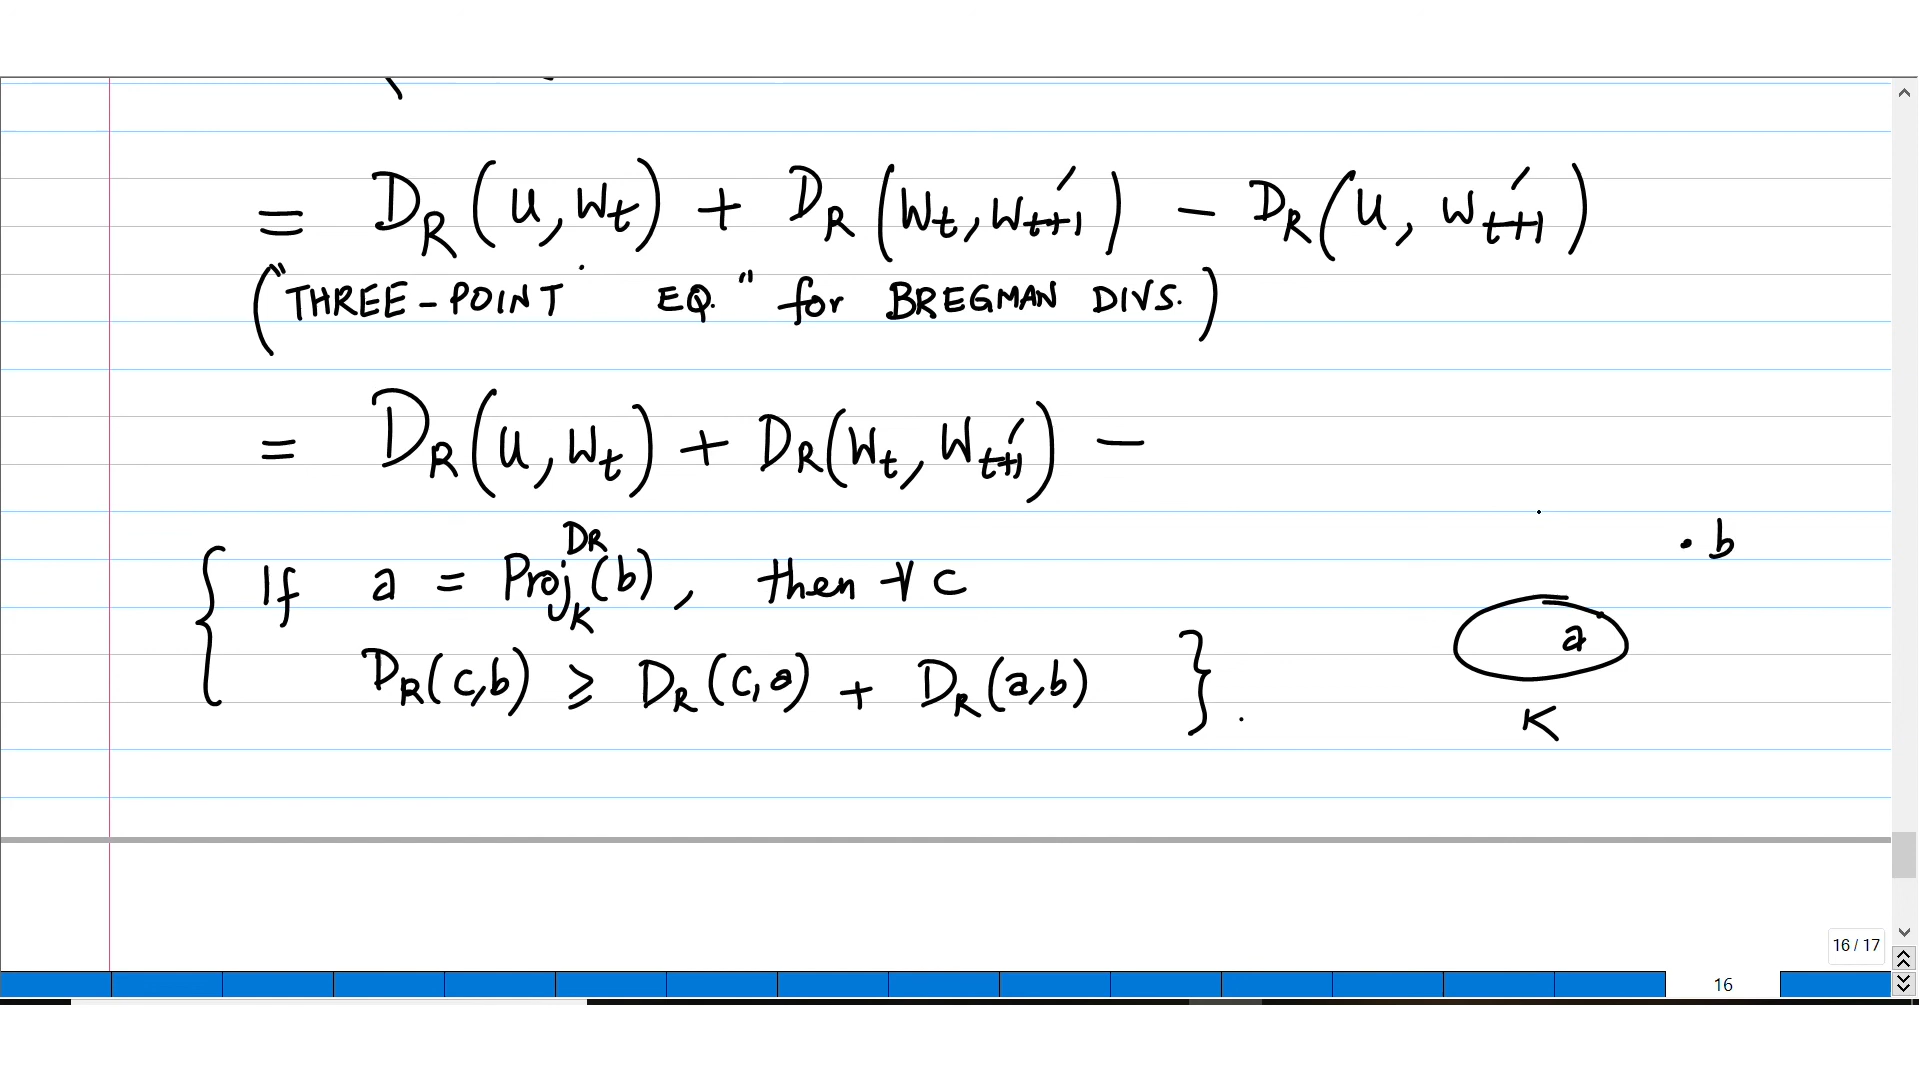 = D_R(u, w_t) + D_R(w_t, w'_{t+1}) - D_R(u, w'_{t+1})
("THREE-POINT EQ." for BREGMAN DIVS.)
= D_R(u, w_t) + D_R(w_t, w'_{t+1}) -
{ If a = Proj_K^{D_R}(b), then ∀ c
D_R(c,b) ≥ D_R(c,a) + D_R(a,b) }.
b
a
K
16 / 17
16